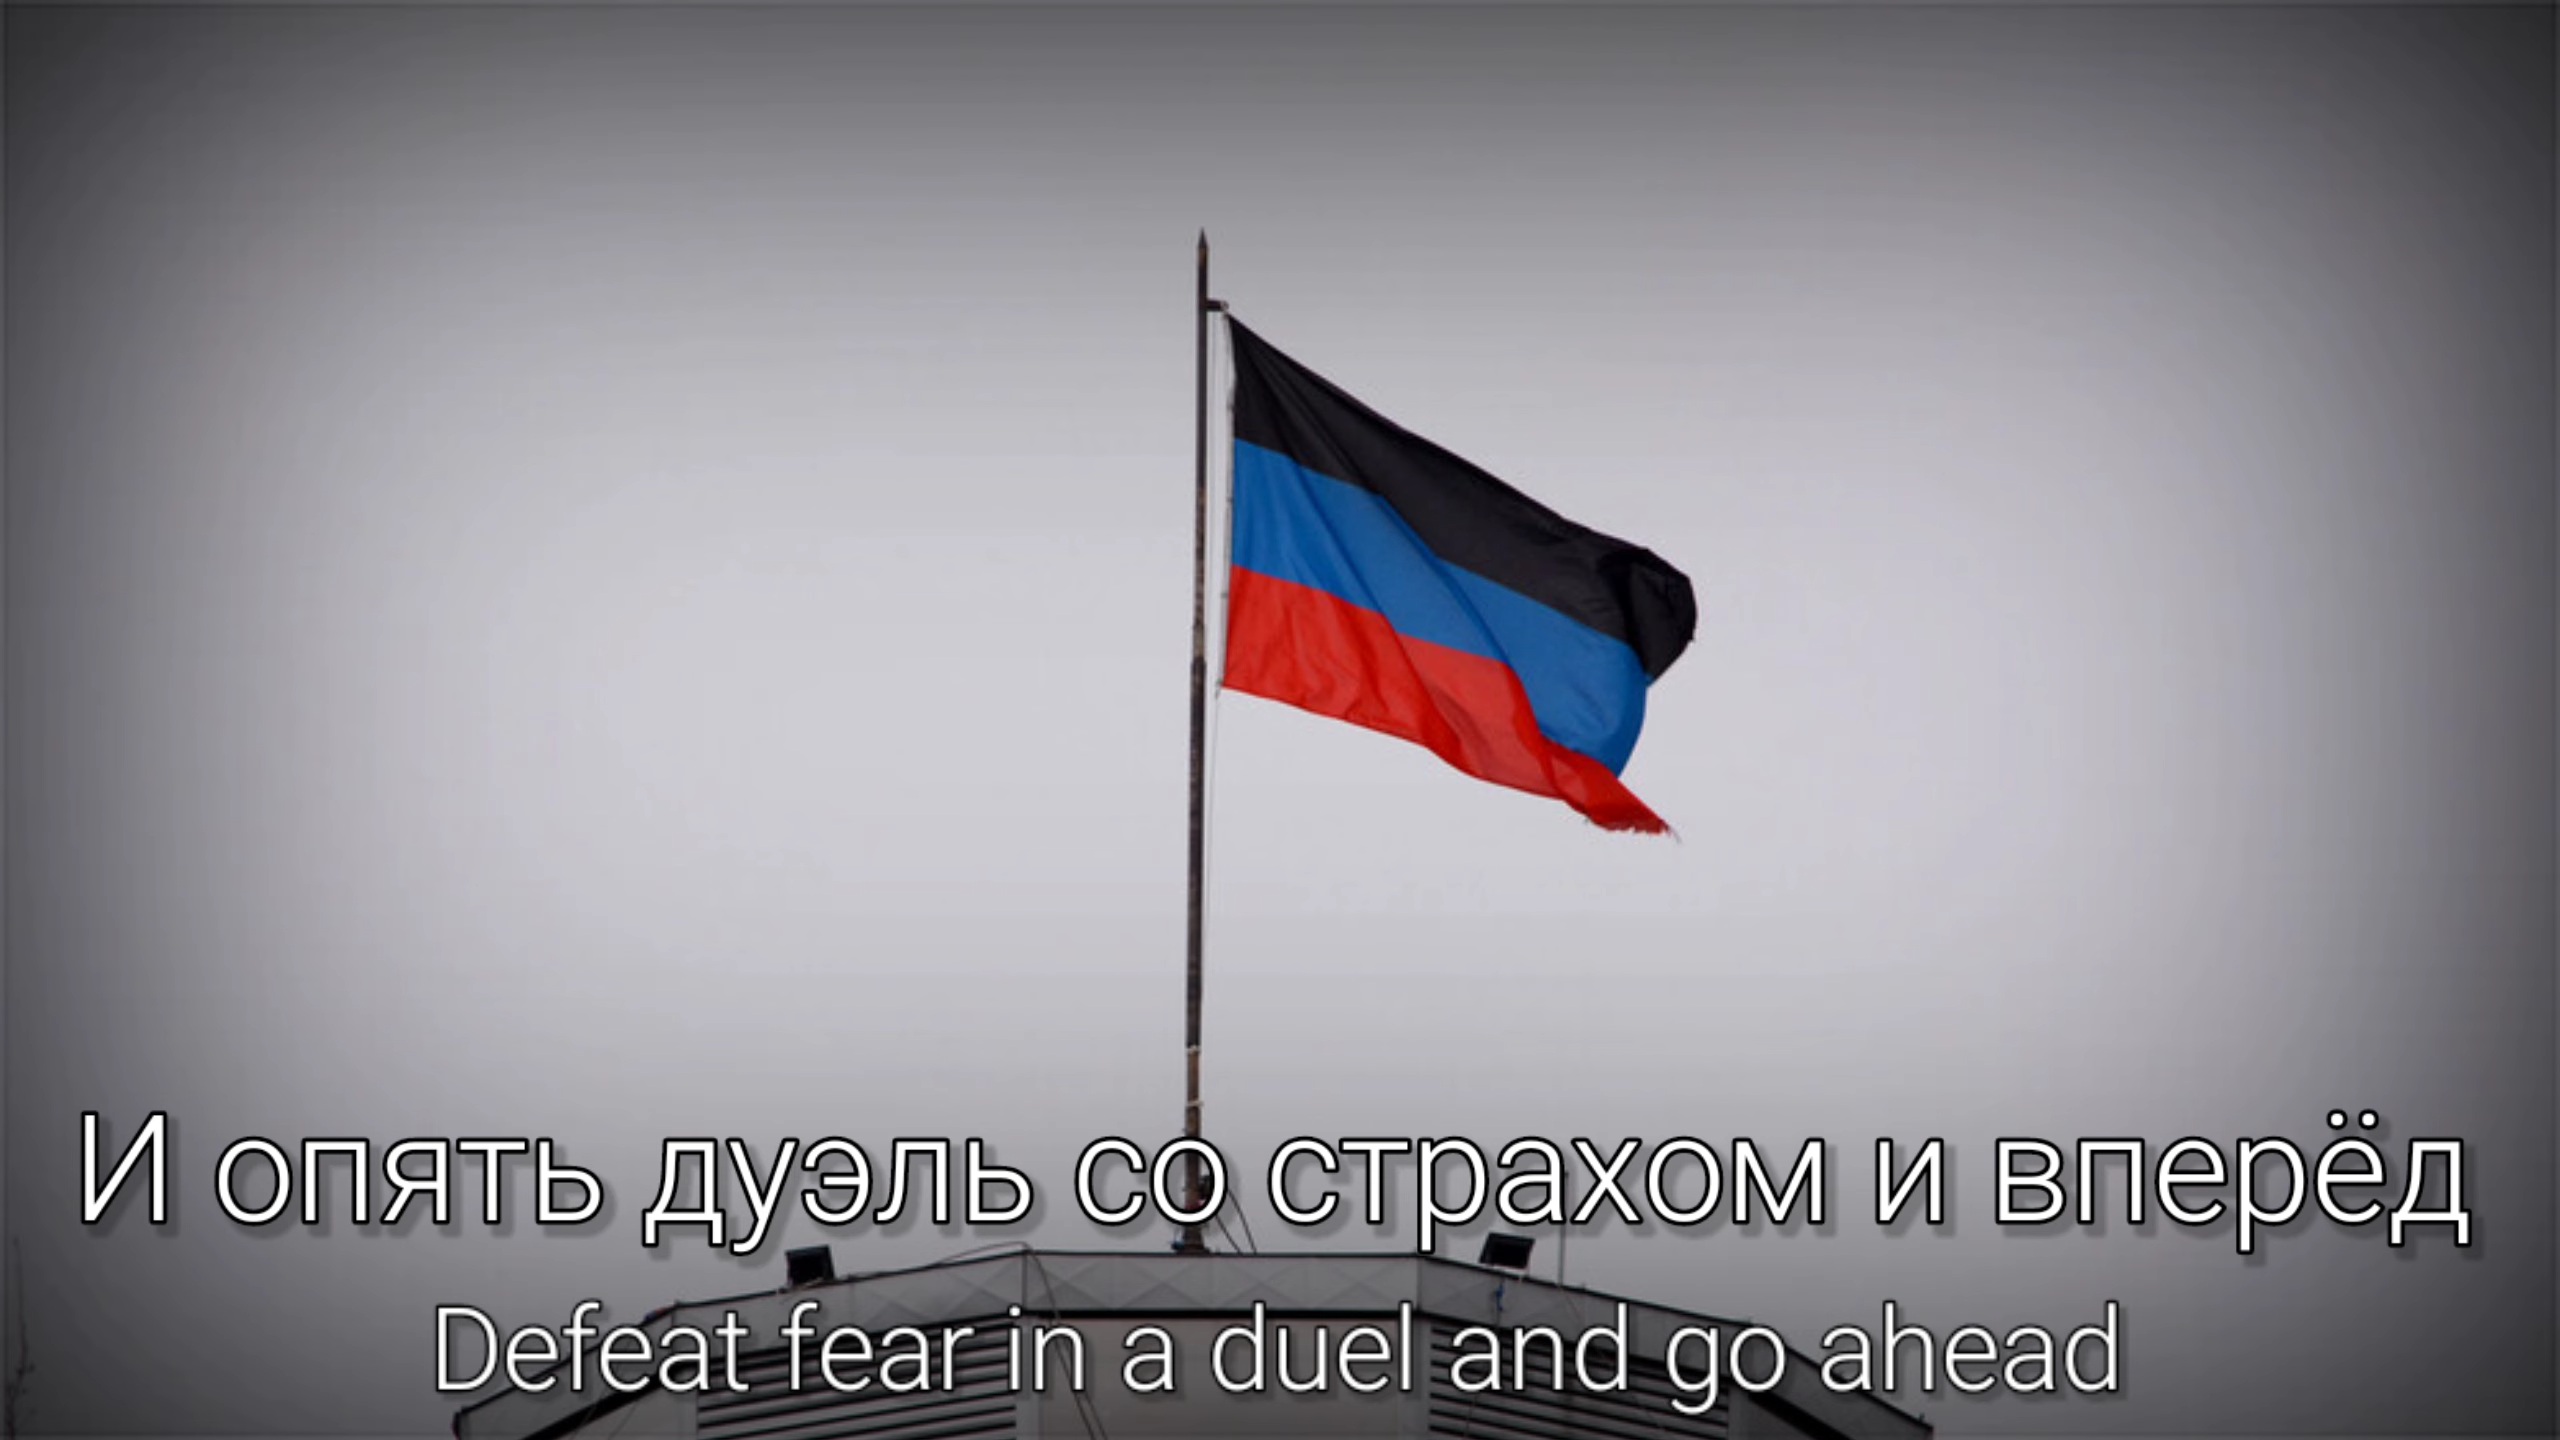 И опять дуэль со страхом и вперёд
Defeat fear in a duel and go ahead